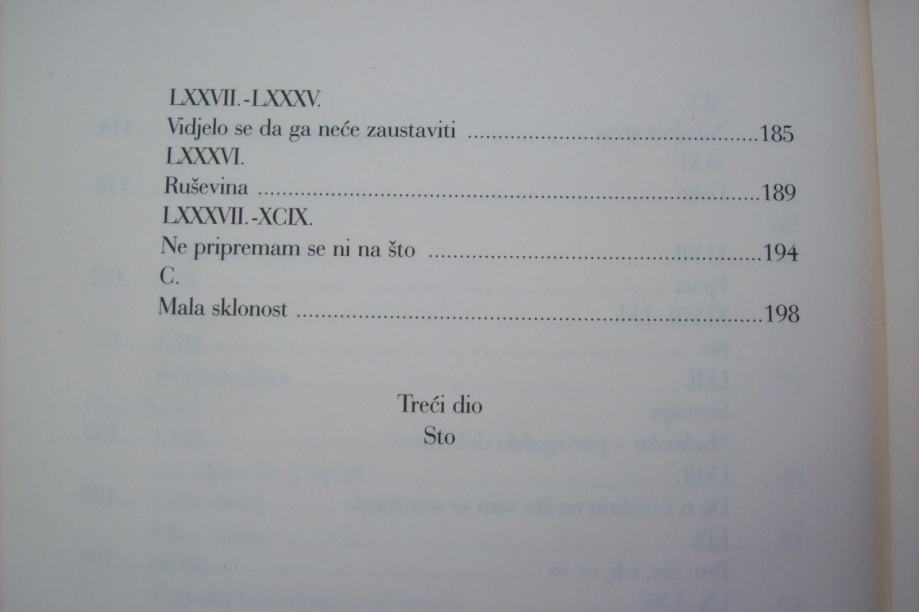 LXXVII.-LXXXV.
Vidjelo se da ga neće zaustaviti ........................................................185
LXXXVI.
Ruševina ..............................................................................................189
LXXXVII.-XCIX.
Ne pripremam se ni na što ..............................................................194
C.
Mala sklonost .......................................................................................198
Treći dio
Sto